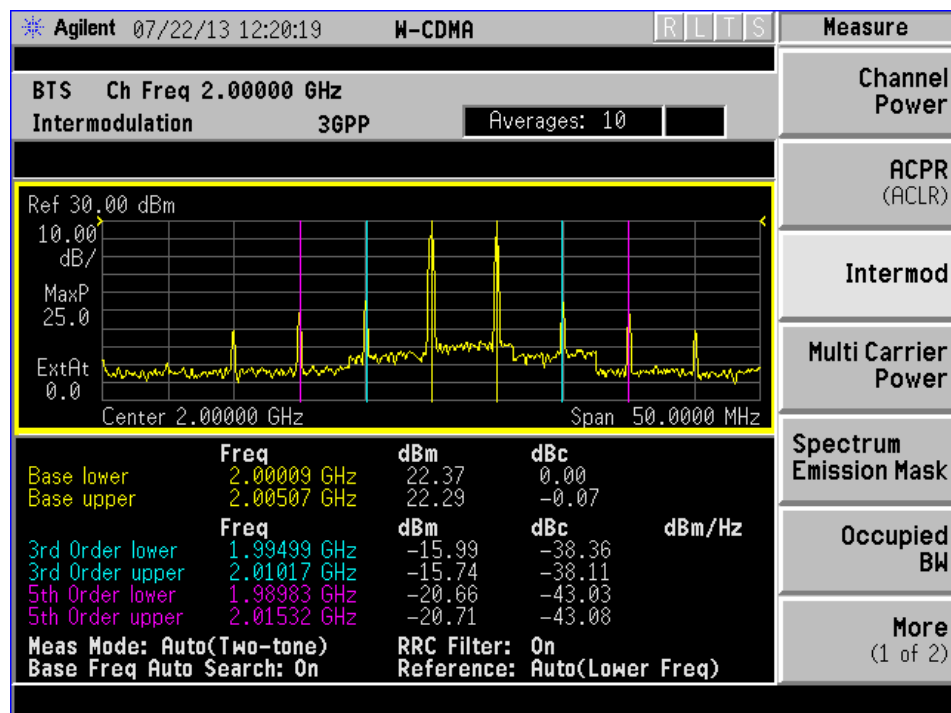 Agilent 07/22/13 12:20:19 W-CDMA R L T S
Measure
BTS Ch Freq 2.00000 GHz
Intermodulation 3GPP Averages: 10
Ref 30.00 dBm
10.00
dB/
MaxP
25.0
ExtAt
0.0
Center 2.00000 GHz Span 50.0000 MHz
Freq dBm dBc
Base lower 2.00009 GHz 22.37 0.00
Base upper 2.00507 GHz 22.29 -0.07
Freq dBm dBc dBm/Hz
3rd Order lower 1.99499 GHz -15.99 -38.36
3rd Order upper 2.01017 GHz -15.74 -38.11
5th Order lower 1.98983 GHz -20.66 -43.03
5th Order upper 2.01532 GHz -20.71 -43.08
Meas Mode: Auto(Two-tone) RRC Filter: On
Base Freq Auto Search: On Reference: Auto(Lower Freq)
Channel
Power
ACPR
(ACLR)
Intermod
Multi Carrier
Power
Spectrum
Emission Mask
Occupied
BW
More
(1 of 2)